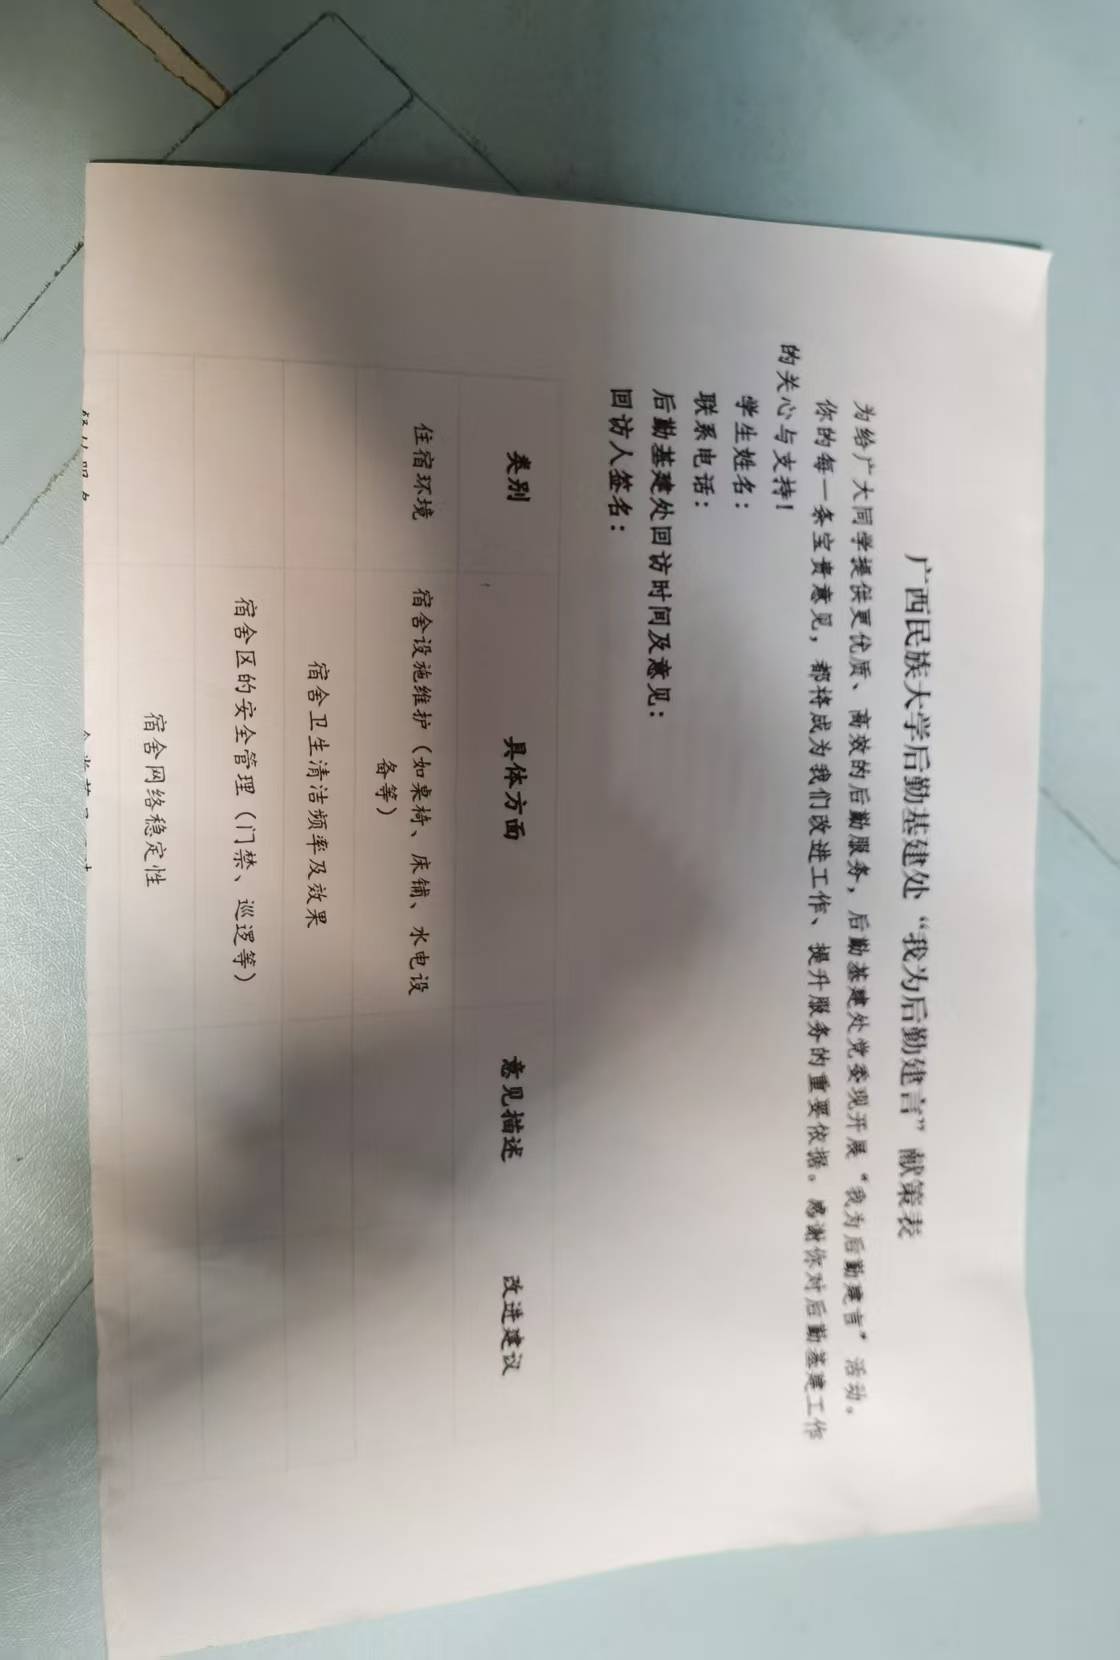 广西民族大学后勤基建处“我为后勤建言”献策表
为给广大同学提供更优质、高效的后勤服务，后勤基建处党委现开展“我为后勤建言”活动。
你的每一条宝贵意见，都将成为我们改进工作、提升服务的重要依据。感谢你对后勤基建工作
的关心与支持！
学生姓名：
联系电话：
后勤基建处回访时间及意见：
回访人签名：
类别 具体方面 意见描述 改进建议
住宿环境 宿舍设施维护（如桌椅、床铺、水电设
备等）
宿舍卫生清洁频率及效果
宿舍区的安全管理（门禁、巡逻等）
宿舍网络稳定性